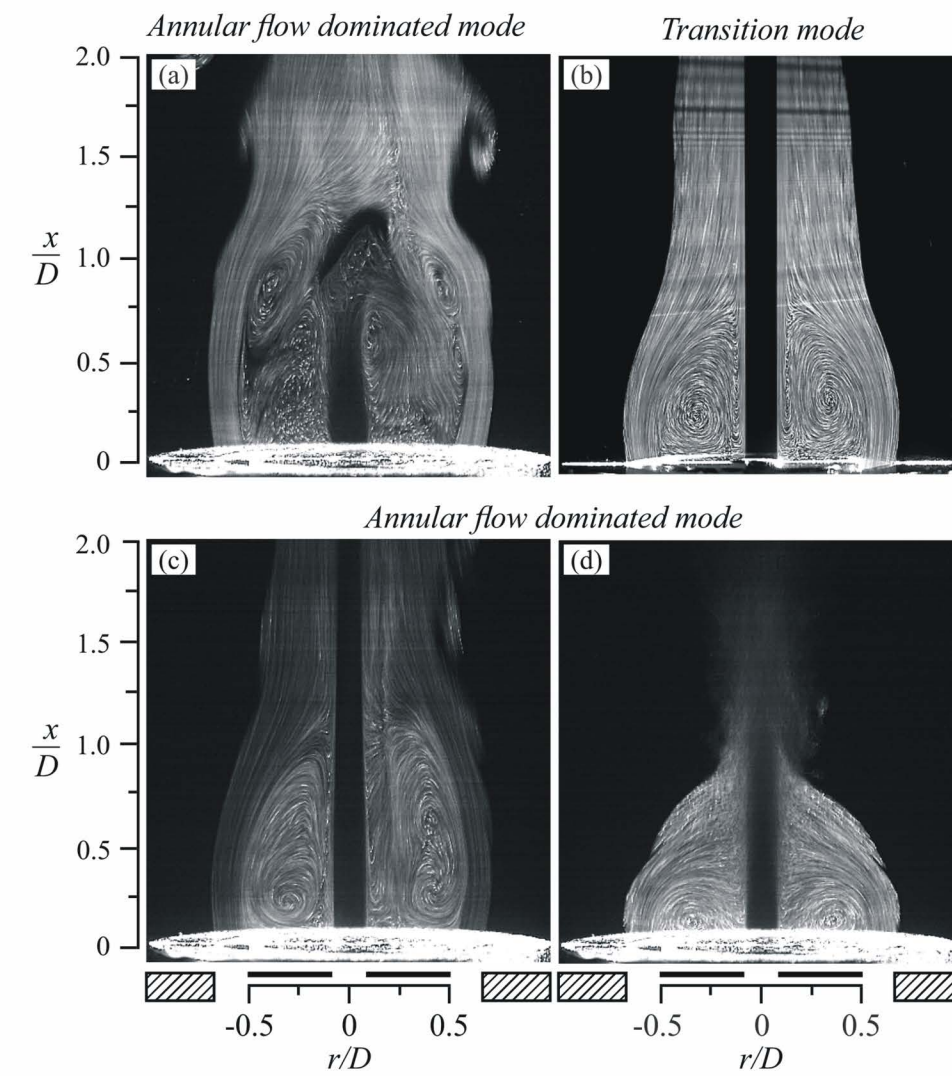 Annular flow dominated mode
Transition mode
(a)
(b)
2.0
1.5
x/D
1.0
0.5
0
Annular flow dominated mode
(c)
(d)
2.0
1.5
x/D
1.0
0.5
0
-0.5 0 0.5
-0.5 0 0.5
r/D
r/D